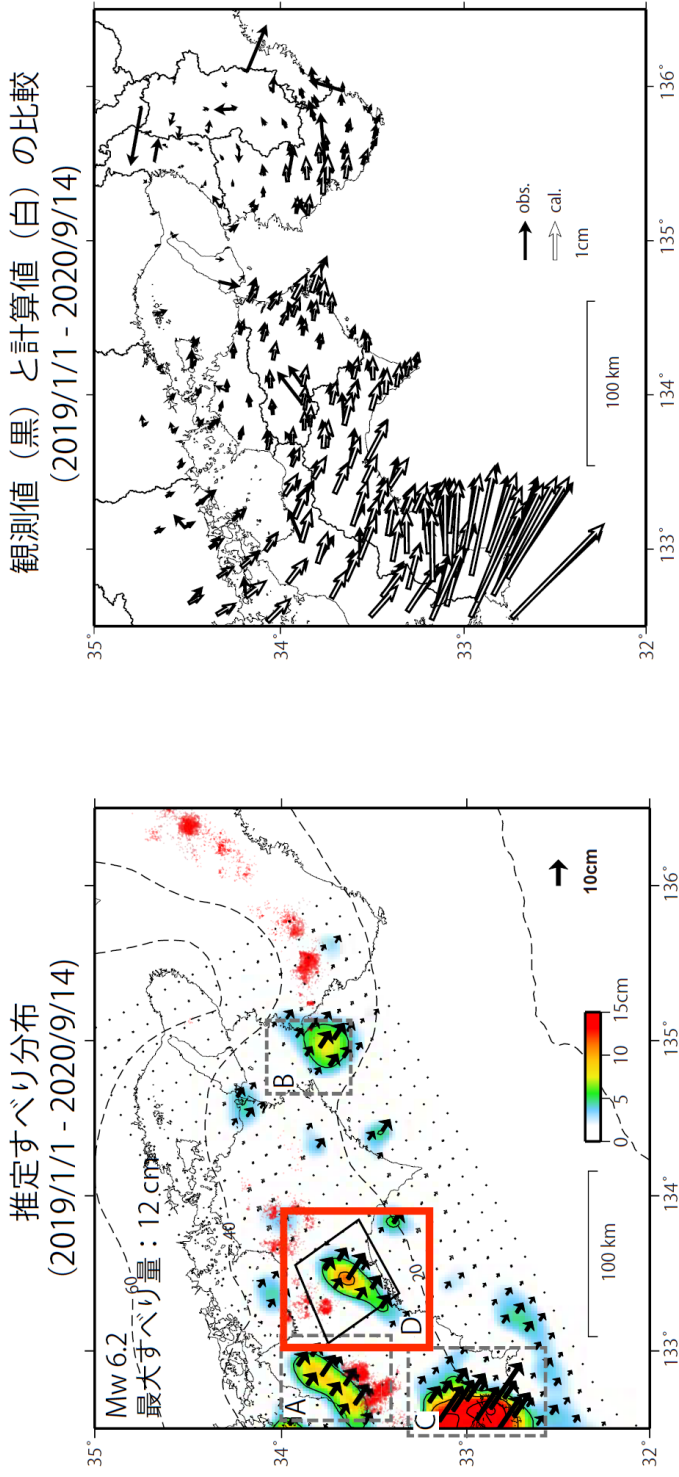 推定すべり分布
(2019/1/1 - 2020/9/14)
Mw 6.2
最大すべり量：12 cm
35˚
34˚
33˚
32˚
133˚
134˚
135˚
136˚
60
40
20
A
B
C
D
100 km
0 5 10 15cm
10cm
観測値（黒）と計算値（白）の比較
(2019/1/1 - 2020/9/14)
35˚
34˚
33˚
32˚
133˚
134˚
135˚
136˚
100 km
obs.
cal.
1cm